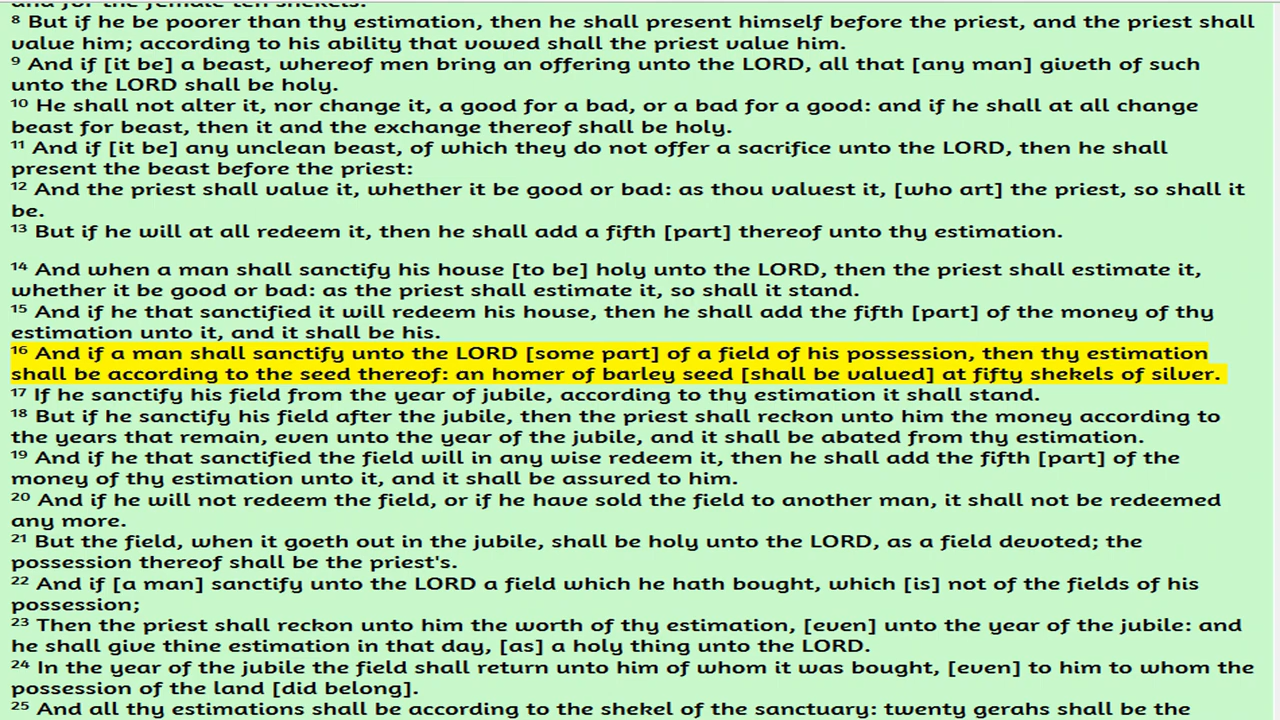 and for the female ten shekels.
⁸ But if he be poorer than thy estimation, then he shall present himself before the priest, and the priest shall
value him; according to his ability that vowed shall the priest value him.
⁹ And if [it be] a beast, whereof men bring an offering unto the LORD, all that [any man] giveth of such
unto the LORD shall be holy.
¹⁰ He shall not alter it, nor change it, a good for a bad, or a bad for a good: and if he shall at all change
beast for beast, then it and the exchange thereof shall be holy.
¹¹ And if [it be] any unclean beast, of which they do not offer a sacrifice unto the LORD, then he shall
present the beast before the priest:
¹² And the priest shall value it, whether it be good or bad: as thou valuest it, [who art] the priest, so shall it
be.
¹³ But if he will at all redeem it, then he shall add a fifth [part] thereof unto thy estimation.
¹⁴ And when a man shall sanctify his house [to be] holy unto the LORD, then the priest shall estimate it,
whether it be good or bad: as the priest shall estimate it, so shall it stand.
¹⁵ And if he that sanctified it will redeem his house, then he shall add the fifth [part] of the money of thy
estimation unto it, and it shall be his.
¹⁶ And if a man shall sanctify unto the LORD [some part] of a field of his possession, then thy estimation
shall be according to the seed thereof: an homer of barley seed [shall be valued] at fifty shekels of silver.
¹⁷ If he sanctify his field from the year of jubile, according to thy estimation it shall stand.
¹⁸ But if he sanctify his field after the jubile, then the priest shall reckon unto him the money according to
the years that remain, even unto the year of the jubile, and it shall be abated from thy estimation.
¹⁹ And if he that sanctified the field will in any wise redeem it, then he shall add the fifth [part] of the
money of thy estimation unto it, and it shall be assured to him.
²⁰ And if he will not redeem the field, or if he have sold the field to another man, it shall not be redeemed
any more.
²¹ But the field, when it goeth out in the jubile, shall be holy unto the LORD, as a field devoted; the
possession thereof shall be the priest's.
²² And if [a man] sanctify unto the LORD a field which he hath bought, which [is] not of the fields of his
possession;
²³ Then the priest shall reckon unto him the worth of thy estimation, [even] unto the year of the jubile: and
he shall give thine estimation in that day, [as] a holy thing unto the LORD.
²⁴ In the year of the jubile the field shall return unto him of whom it was bought, [even] to him to whom the
possession of the land [did belong].
²⁵ And all thy estimations shall be according to the shekel of the sanctuary: twenty gerahs shall be the